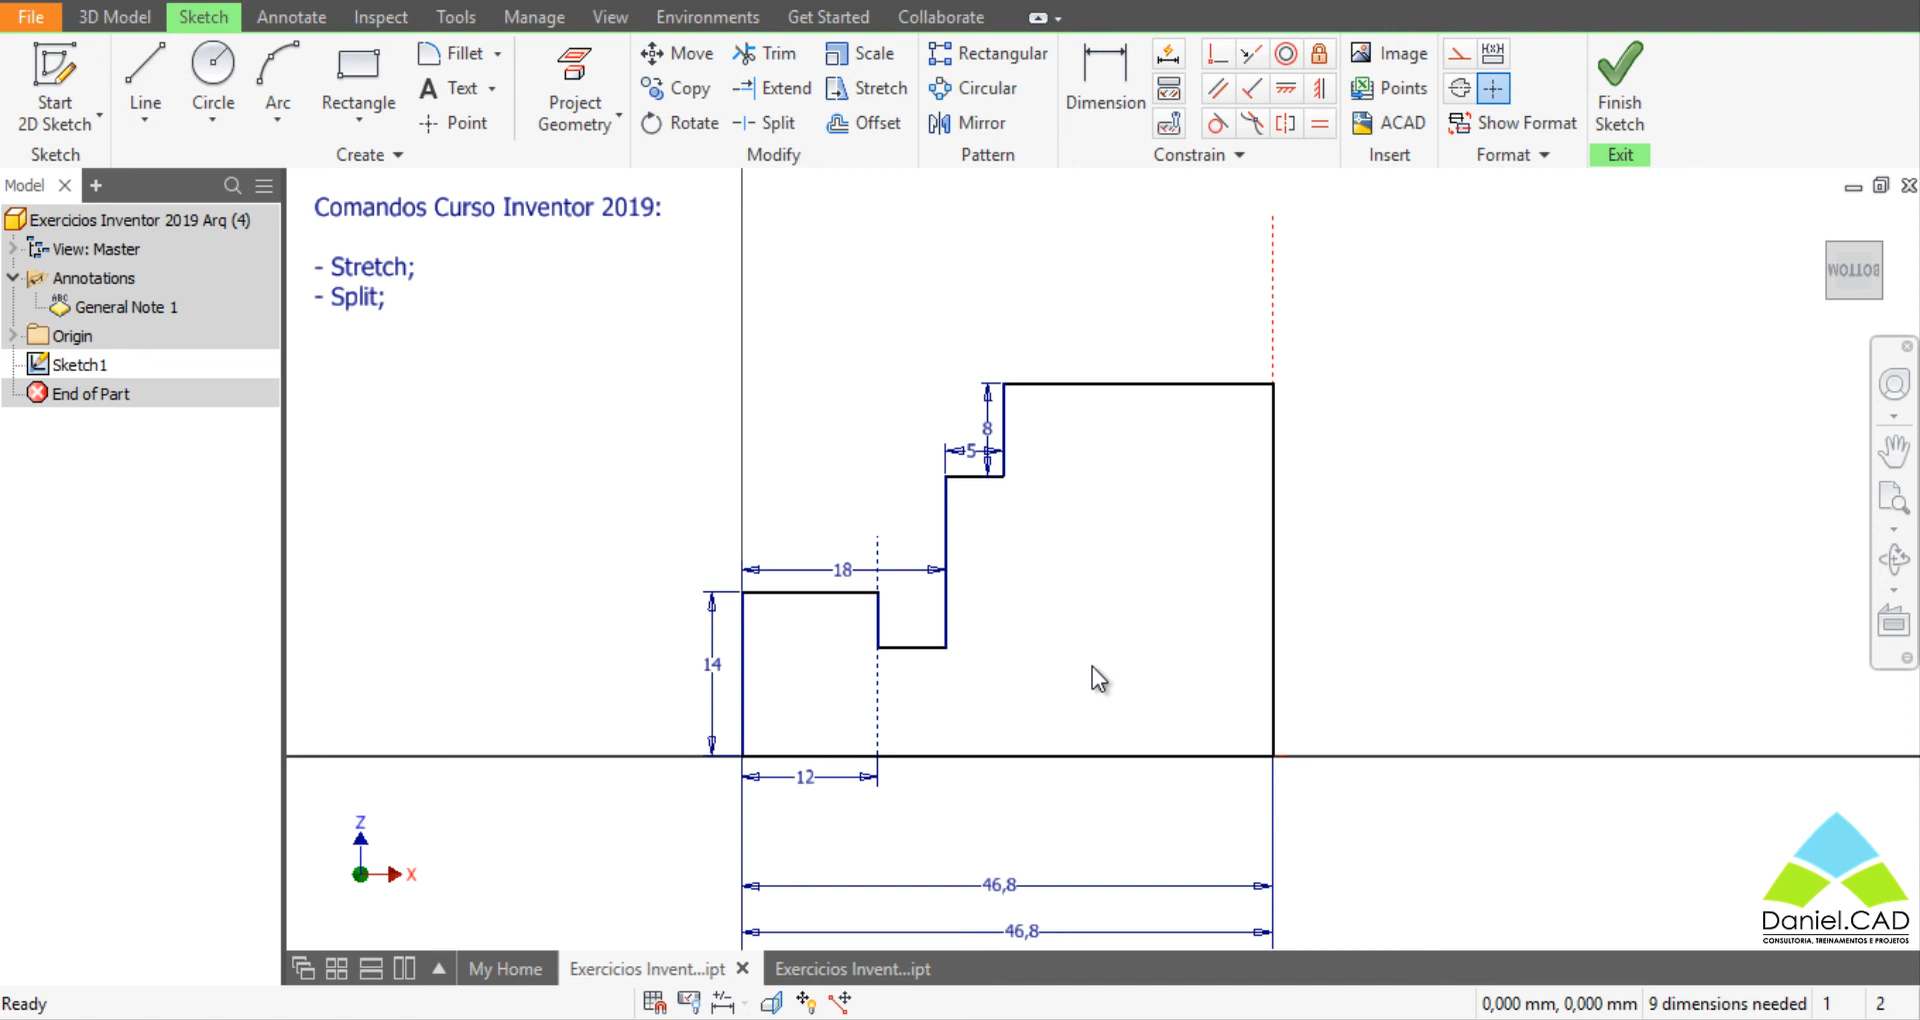 File 3D Model Sketch Annotate Inspect Tools Manage View Environments Get Started Collaborate
Start
2D Sketch
Line
Circle
Arc
Rectangle
Fillet
Text
Point
Project
Geometry
Move
Copy
Rotate
Trim
Extend
Split
Scale
Stretch
Offset
Rectangular
Circular
Mirror
Dimension
Image
Points
ACAD
Show Format
Finish
Sketch
Sketch Create Modify Pattern Constrain Insert Format Exit
Model
Exercicios Inventor 2019 Arq (4)
View: Master
Annotations
ABC
General Note 1
Origin
Sketch1
End of Part
Comandos Curso Inventor 2019:
- Stretch;
- Split;
BOTTOM
8
5
18
14
12
46,8
46,8
Z
X
Daniel.CAD
CONSULTORIA, TREINAMENTOS E PROJETOS
My Home Exercicios Invent...ipt Exercicios Invent...ipt
Ready 0,000 mm, 0,000 mm 9 dimensions needed 1 2